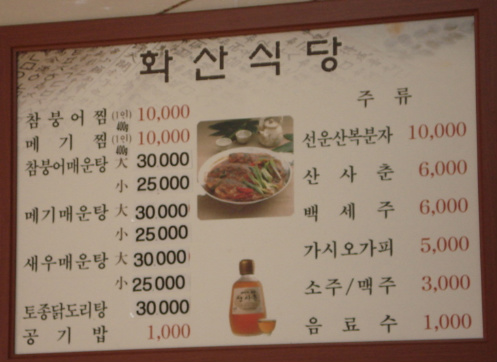 화산식당
참붕어찜 (1인) 10,000
메기찜 (1인) 10,000
참붕어매운탕 大 30000
小 25000
메기매운탕 大 30000
小 25000
새우매운탕 大 30000
小 25000
토종닭도리탕 30000
공기밥 1,000
주류
선운산복분자 10,000
산사춘 6,000
백세주 6,000
가시오가피 5,000
소주/맥주 3,000
음료수 1,000